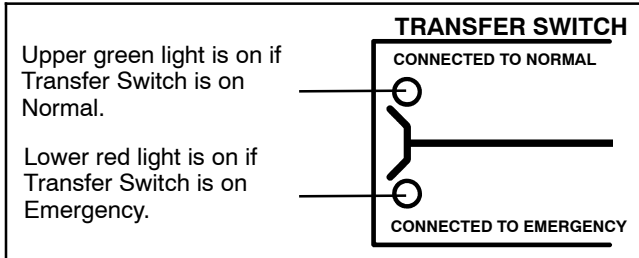 TRANSFER SWITCH
Upper green light is on if
Transfer Switch is on
Normal.
CONNECTED TO NORMAL
Lower red light is on if
Transfer Switch is on
Emergency.
CONNECTED TO EMERGENCY